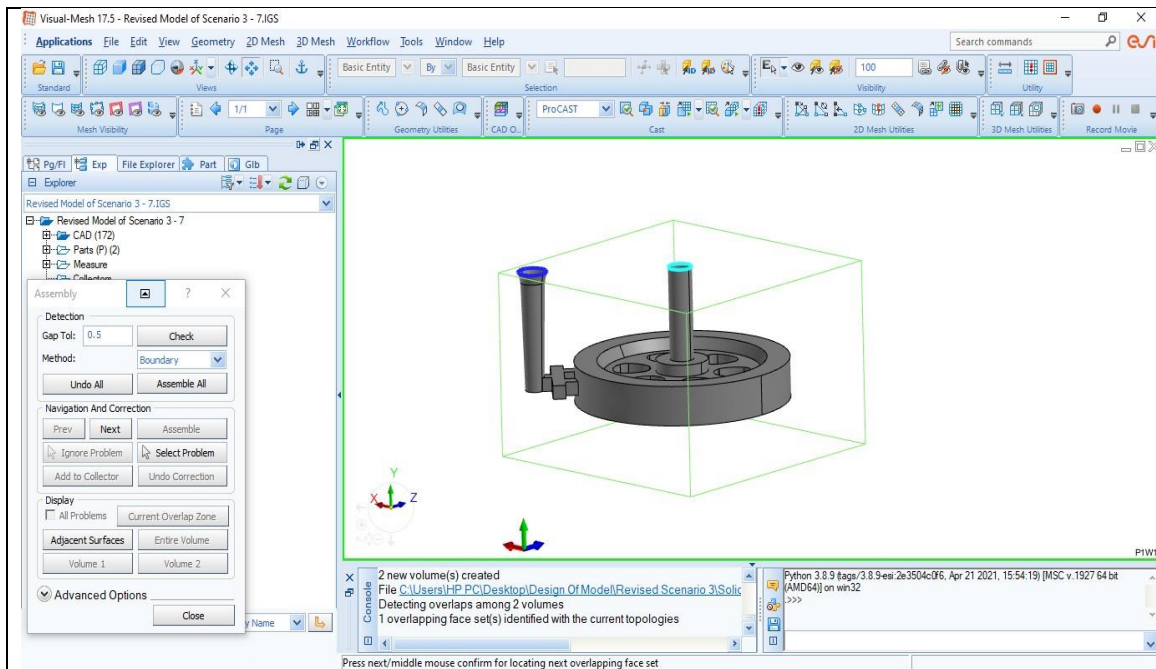 Visual-Mesh 17.5 - Revised Model of Scenario 3 - 7.IGS
Applications File Edit View Geometry 2D Mesh 3D Mesh Workflow Tools Window Help
Search commands
esi
Basic Entity By Basic Entity 100
Standard Views Selection Visibility Utility
1/1 ProCAST
Mesh Visibility Page Geometry Utilities CAD O... Cast 2D Mesh Utilities 3D Mesh Utilities Record Movie
Pg/Fl Exp File Explorer Part Glb
Explorer
Revised Model of Scenario 3 - 7.IGS
Revised Model of Scenario 3 - 7
CAD (172)
Parts (P) (2)
Measure
Collectors
Assembly ?
Detection
Gap Tol: 0.5 Check
Method: Boundary
Undo All Assemble All
Navigation And Correction
Prev Next Assemble
Ignore Problem Select Problem
Add to Collector Undo Correction
Display
All Problems Current Overlap Zone
Adjacent Surfaces Entire Volume
Volume 1 Volume 2
Advanced Options
Close
y Name
Y
X Z
P1W1
Console
2 new volume(s) created
File C:\Users\HP PC\Desktop\Design Of Model\Revised Scenario 3\Solic
Detecting overlaps among 2 volumes
1 overlapping face set(s) identified with the current topologies
Python 3.8.9 (tags/3.8.9-esi:2e3504c0f6, Apr 21 2021, 15:54:19) [MSC v.1927 64 bit
(AMD64)] on win32
>>>
Press next/middle mouse confirm for locating next overlapping face set